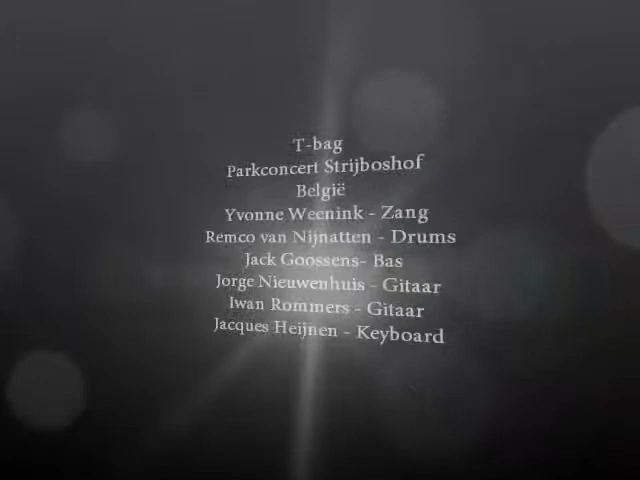 T-bag
Parkconcert Strijboshof
België
Yvonne Weenink - Zang
Remco van Nijnatten - Drums
Jack Goossens- Bas
Jorge Nieuwenhuis - Gitaar
Iwan Rommers - Gitaar
Jacques Heijnen - Keyboard